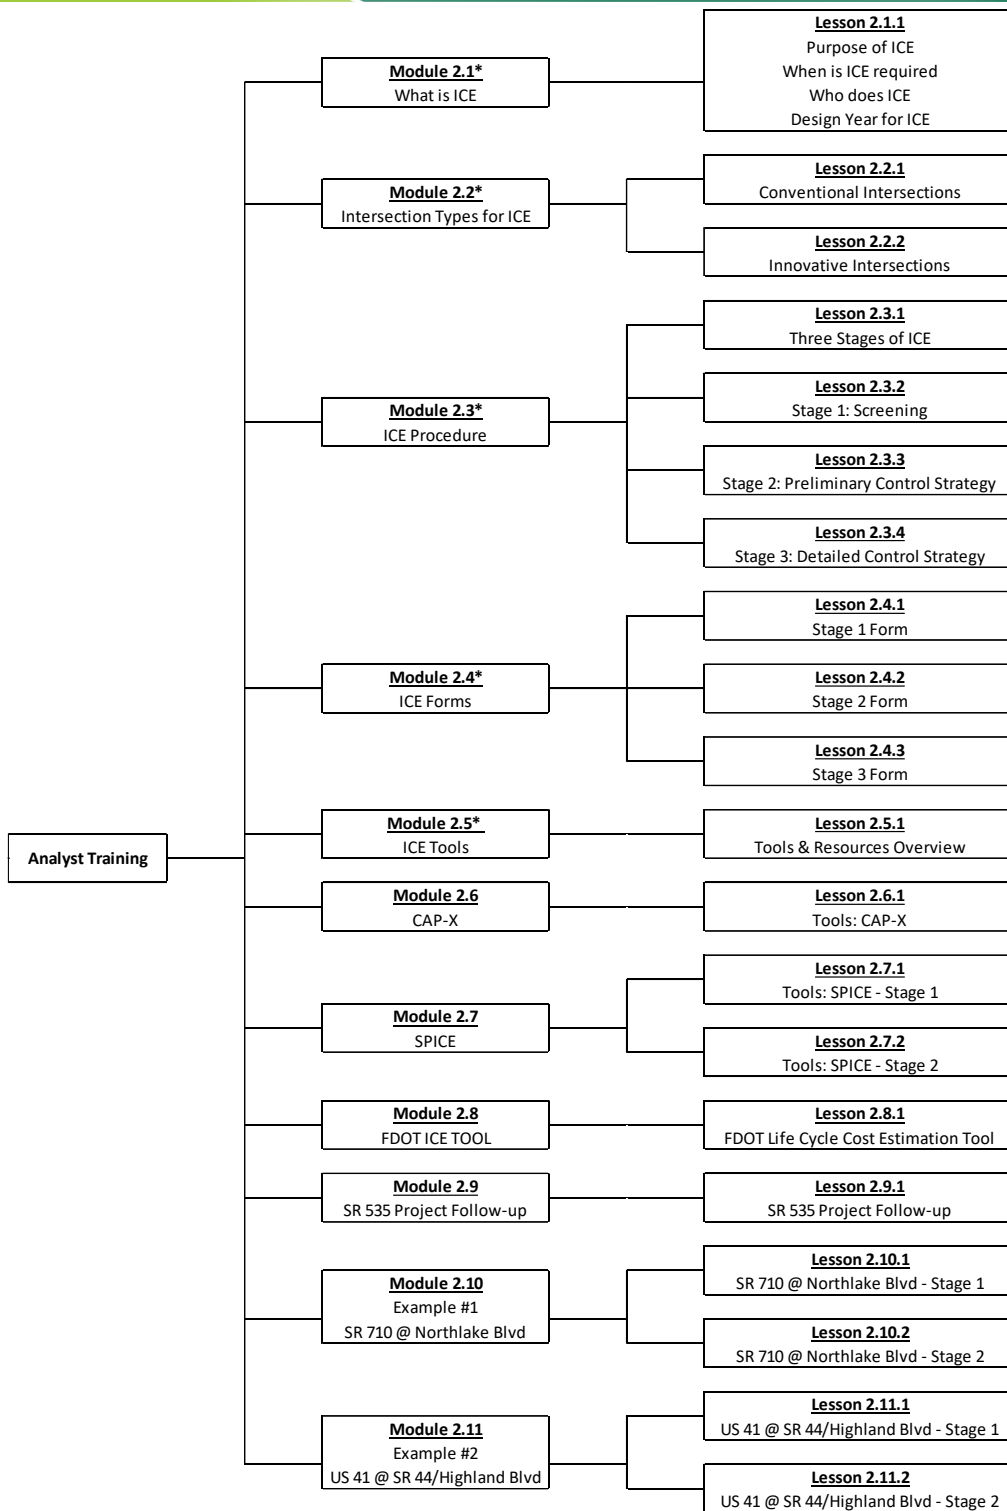 Analyst Training
Module 2.1*
What is ICE
Lesson 2.1.1
Purpose of ICE
When is ICE required
Who does ICE
Design Year for ICE
Module 2.2*
Intersection Types for ICE
Lesson 2.2.1
Conventional Intersections
Lesson 2.2.2
Innovative Intersections
Module 2.3*
ICE Procedure
Lesson 2.3.1
Three Stages of ICE
Lesson 2.3.2
Stage 1: Screening
Lesson 2.3.3
Stage 2: Preliminary Control Strategy
Lesson 2.3.4
Stage 3: Detailed Control Strategy
Module 2.4*
ICE Forms
Lesson 2.4.1
Stage 1 Form
Lesson 2.4.2
Stage 2 Form
Lesson 2.4.3
Stage 3 Form
Module 2.5*
ICE Tools
Lesson 2.5.1
Tools & Resources Overview
Module 2.6
CAP-X
Lesson 2.6.1
Tools: CAP-X
Module 2.7
SPICE
Lesson 2.7.1
Tools: SPICE - Stage 1
Lesson 2.7.2
Tools: SPICE - Stage 2
Module 2.8
FDOT ICE TOOL
Lesson 2.8.1
FDOT Life Cycle Cost Estimation Tool
Module 2.9
SR 535 Project Follow-up
Lesson 2.9.1
SR 535 Project Follow-up
Module 2.10
Example #1
SR 710 @ Northlake Blvd
Lesson 2.10.1
SR 710 @ Northlake Blvd - Stage 1
Lesson 2.10.2
SR 710 @ Northlake Blvd - Stage 2
Module 2.11
Example #2
US 41 @ SR 44/Highland Blvd
Lesson 2.11.1
US 41 @ SR 44/Highland Blvd - Stage 1
Lesson 2.11.2
US 41 @ SR 44/Highland Blvd - Stage 2